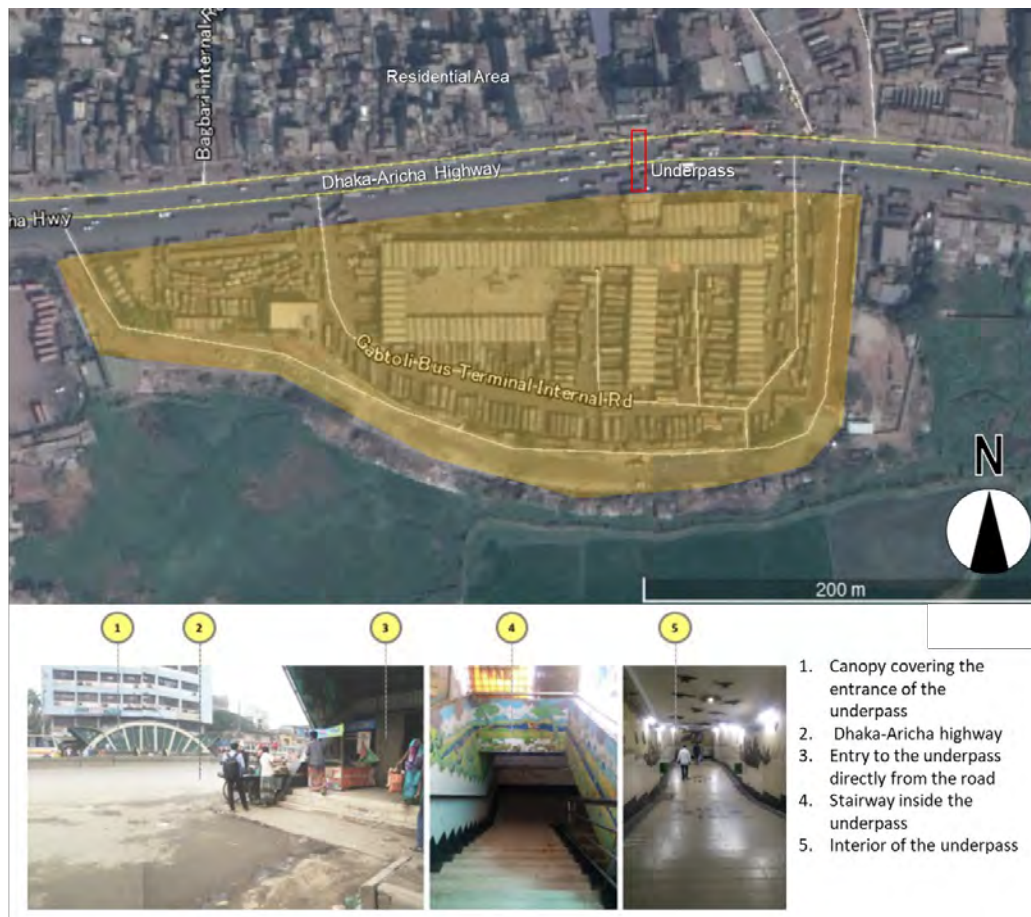 Bagbari internal R
Residential Area
Dhaka-Aricha Highway
Underpass
ha Hwy
Gabtoli Bus Terminal Internal Rd
N
200 m
1
2
3
4
5
1. Canopy covering the
entrance of the
underpass
2. Dhaka-Aricha highway
3. Entry to the underpass
directly from the road
4. Stairway inside the
underpass
5. Interior of the underpass